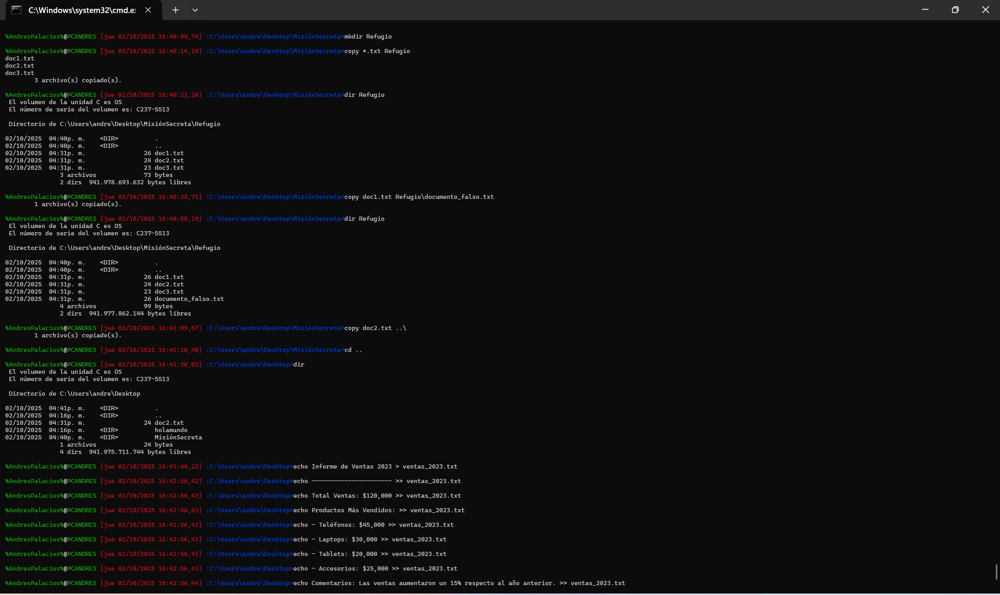 C:\Windows\system32\cmd.e:
%AndresPalacios%@PCANDRES [jue 02/10/2025 16:40:04,74] :C:\Users\andre\Desktop\MisiónSecreta>mkdir Refugio
%AndresPalacios%@PCANDRES [jue 02/10/2025 16:40:14,19] :C:\Users\andre\Desktop\MisiónSecreta>copy *.txt Refugio
doc1.txt
doc2.txt
doc3.txt
        3 archivo(s) copiado(s).
%AndresPalacios%@PCANDRES [jue 02/10/2025 16:40:21,20] :C:\Users\andre\Desktop\MisiónSecreta>dir Refugio
 El volumen de la unidad C es OS
 El número de serie del volumen es: C237-5513
 Directorio de C:\Users\andre\Desktop\MisiónSecreta\Refugio
02/10/2025  04:40p. m.    <DIR>          .
02/10/2025  04:40p. m.    <DIR>          ..
02/10/2025  04:31p. m.                26 doc1.txt
02/10/2025  04:31p. m.                24 doc2.txt
02/10/2025  04:31p. m.                23 doc3.txt
               3 archivos             73 bytes
               2 dirs  941.978.693.632 bytes libres
%AndresPalacios%@PCANDRES [jue 02/10/2025 16:40:35,71] :C:\Users\andre\Desktop\MisiónSecreta>copy doc1.txt Refugio\documento_falso.txt
        1 archivo(s) copiado(s).
%AndresPalacios%@PCANDRES [jue 02/10/2025 16:40:58,10] :C:\Users\andre\Desktop\MisiónSecreta>dir Refugio
 El volumen de la unidad C es OS
 El número de serie del volumen es: C237-5513
 Directorio de C:\Users\andre\Desktop\MisiónSecreta\Refugio
02/10/2025  04:40p. m.    <DIR>          .
02/10/2025  04:40p. m.    <DIR>          ..
02/10/2025  04:31p. m.                26 doc1.txt
02/10/2025  04:31p. m.                24 doc2.txt
02/10/2025  04:31p. m.                23 doc3.txt
02/10/2025  04:31p. m.                26 documento_falso.txt
               4 archivos             99 bytes
               2 dirs  941.977.862.144 bytes libres
%AndresPalacios%@PCANDRES [jue 02/10/2025 16:41:09,67] :C:\Users\andre\Desktop\MisiónSecreta>copy doc2.txt ..\
        1 archivo(s) copiado(s).
%AndresPalacios%@PCANDRES [jue 02/10/2025 16:41:18,40] :C:\Users\andre\Desktop\MisiónSecreta>cd ..
%AndresPalacios%@PCANDRES [jue 02/10/2025 16:41:38,02] :C:\Users\andre\Desktop>dir
 El volumen de la unidad C es OS
 El número de serie del volumen es: C237-5513
 Directorio de C:\Users\andre\Desktop
02/10/2025  04:41p. m.    <DIR>          .
02/10/2025  04:16p. m.    <DIR>          ..
02/10/2025  04:31p. m.                24 doc2.txt
02/10/2025  04:16p. m.    <DIR>          holamundo
02/10/2025  04:40p. m.    <DIR>          MisiónSecreta
               1 archivos             24 bytes
               4 dirs  941.975.711.744 bytes libres
%AndresPalacios%@PCANDRES [jue 02/10/2025 16:41:44,22] :C:\Users\andre\Desktop>echo Informe de Ventas 2023 > ventas_2023.txt
%AndresPalacios%@PCANDRES [jue 02/10/2025 16:42:56,42] :C:\Users\andre\Desktop>echo ---------------------- >> ventas_2023.txt
%AndresPalacios%@PCANDRES [jue 02/10/2025 16:42:56,43] :C:\Users\andre\Desktop>echo Total Ventas: $120,000 >> ventas_2023.txt
%AndresPalacios%@PCANDRES [jue 02/10/2025 16:42:56,43] :C:\Users\andre\Desktop>echo Productos Más Vendidos: >> ventas_2023.txt
%AndresPalacios%@PCANDRES [jue 02/10/2025 16:42:56,43] :C:\Users\andre\Desktop>echo - Teléfonos: $45,000 >> ventas_2023.txt
%AndresPalacios%@PCANDRES [jue 02/10/2025 16:42:56,43] :C:\Users\andre\Desktop>echo - Laptops: $30,000 >> ventas_2023.txt
%AndresPalacios%@PCANDRES [jue 02/10/2025 16:42:56,43] :C:\Users\andre\Desktop>echo - Tablets: $20,000 >> ventas_2023.txt
%AndresPalacios%@PCANDRES [jue 02/10/2025 16:42:56,43] :C:\Users\andre\Desktop>echo - Accesorios: $25,000 >> ventas_2023.txt
%AndresPalacios%@PCANDRES [jue 02/10/2025 16:42:56,44] :C:\Users\andre\Desktop>echo Comentarios: Las ventas aumentaron un 15% respecto al año anterior. >> ventas_2023.txt